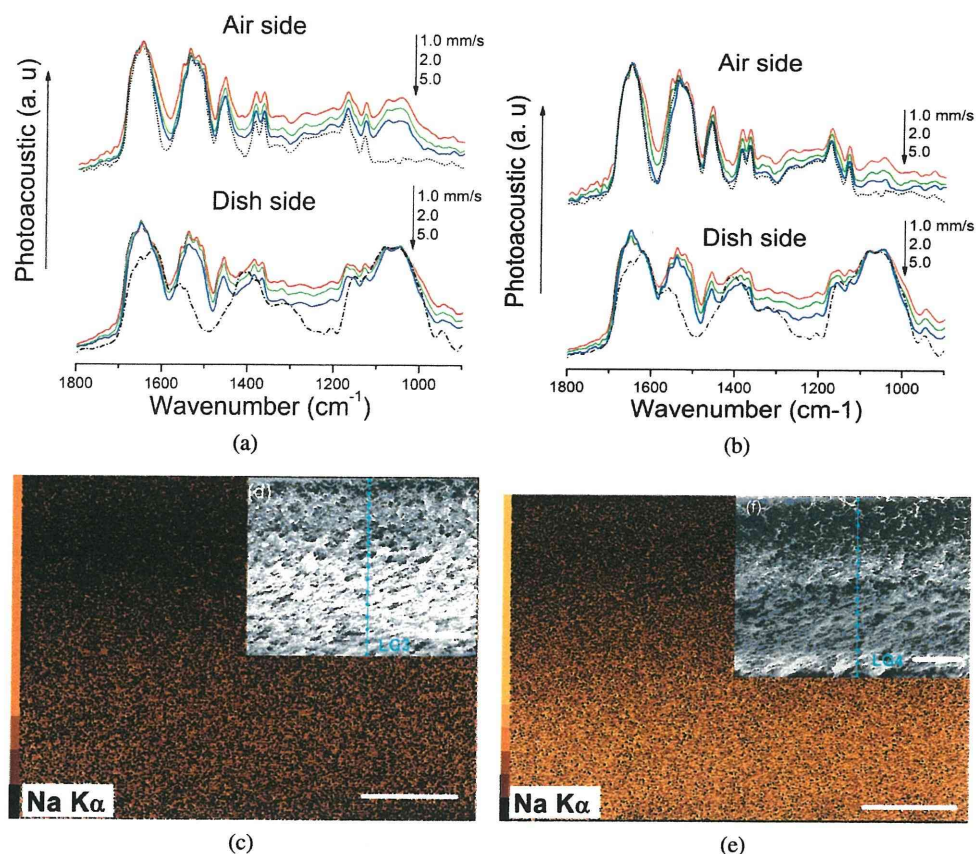 Air side
1.0 mm/s
2.0
5.0
Dish side
1.0 mm/s
2.0
5.0
Photoacoustic (a. u)
1800 1600 1400 1200 1000
Wavenumber (cm-1)
(a)
Air side
1.0 mm/s
2.0
5.0
Dish side
1.0 mm/s
2.0
5.0
Photoacoustic (a. u)
1800 1600 1400 1200 1000
Wavenumber (cm-1)
(b)
(d)
Na Kα
(c)
(f)
Na Kα
(e)